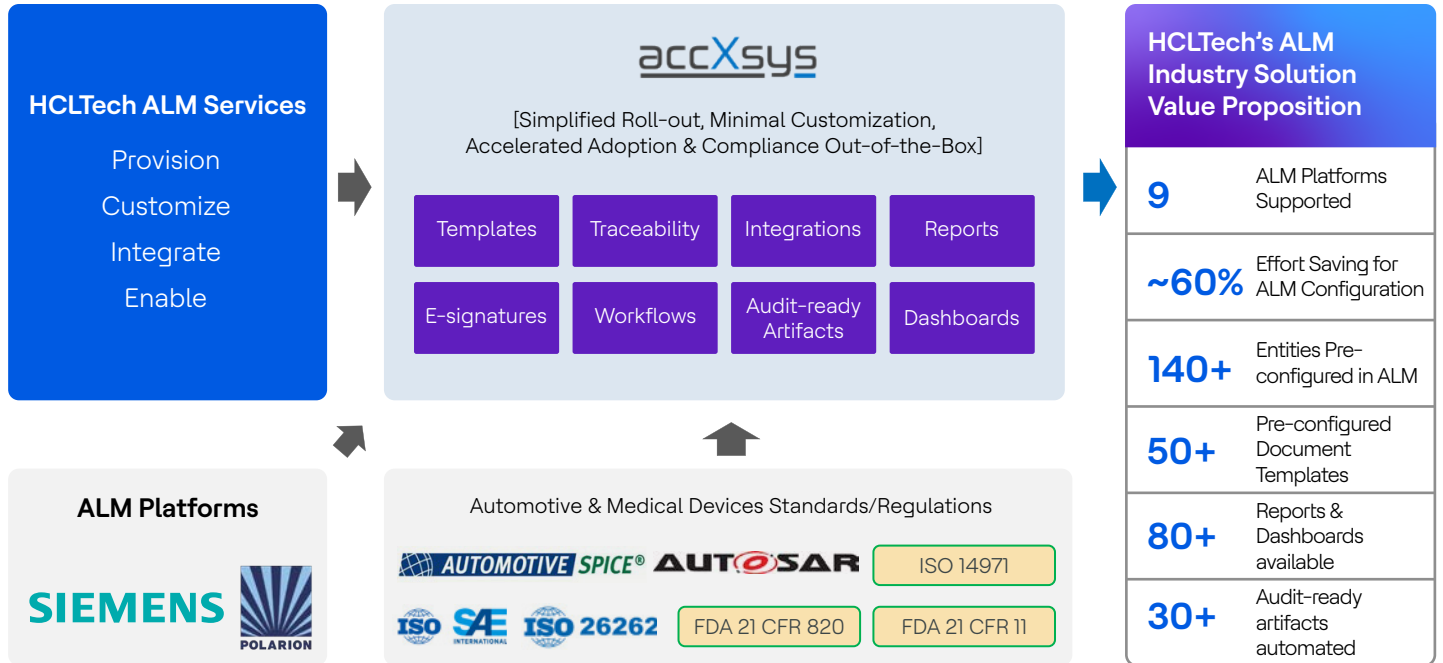 HCLTech ALM Services
Provision
Customize
Integrate
Enable
accXsys
[Simplified Roll-out, Minimal Customization,
Accelerated Adoption & Compliance Out-of-the-Box]
Templates
Traceability
Integrations
Reports
E-signatures
Workflows
Audit-ready
Artifacts
Dashboards
ALM Platforms
SIEMENS
POLARION
Automotive & Medical Devices Standards/Regulations
AUTOMOTIVE SPICE®
AUTOSAR
ISO 14971
ISO
SAE
INTERNATIONAL
ISO 26262
FDA 21 CFR 820
FDA 21 CFR 11
HCLTech's ALM
Industry Solution
Value Proposition
9
ALM Platforms
Supported
~60%
Effort Saving for
ALM Configuration
140+
Entities Pre-
configured in ALM
50+
Pre-configured
Document
Templates
80+
Reports &
Dashboards
available
30+
Audit-ready
artifacts
automated